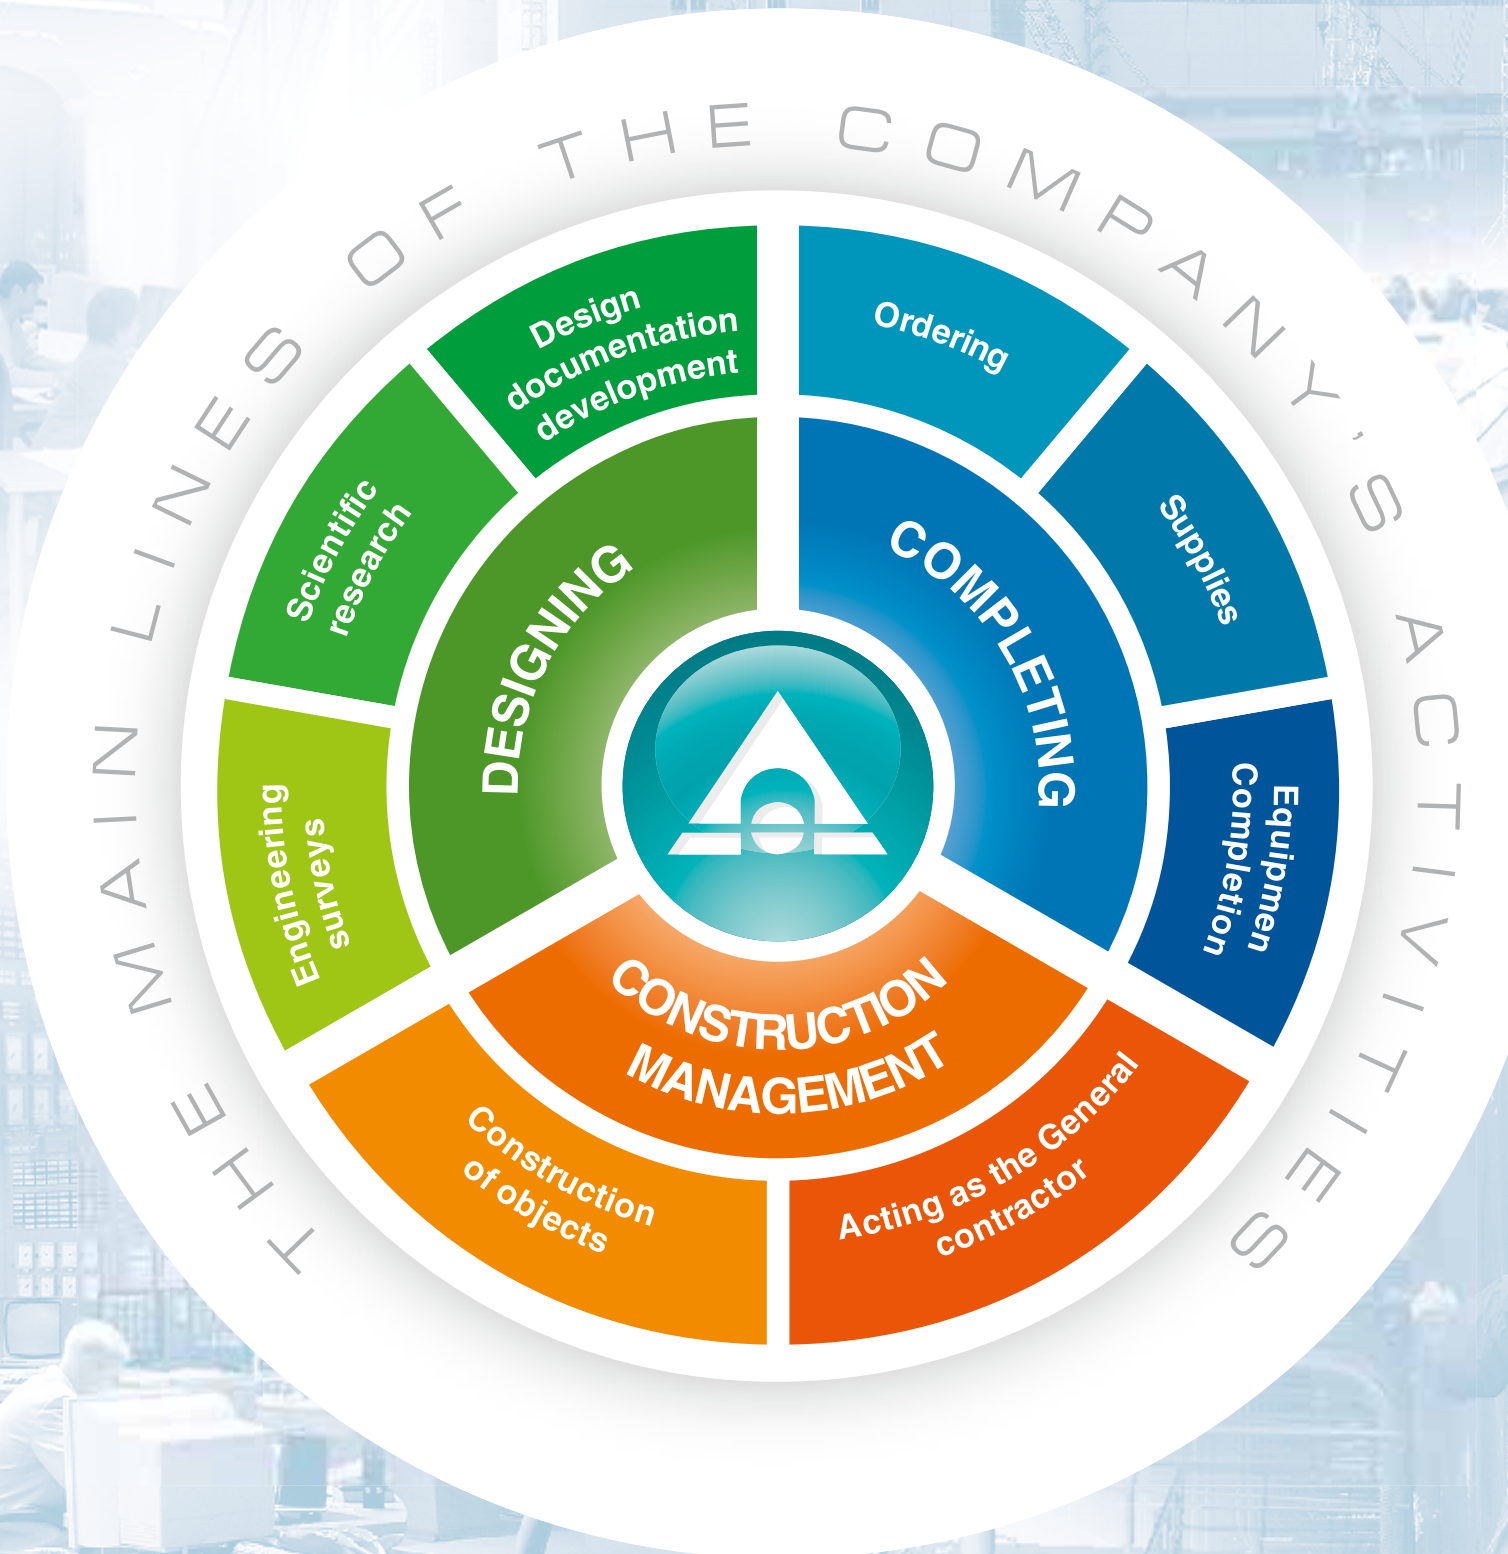 THE MAIN LINES OF THE COMPANY'S ACTIVITIES
Design
documentation
development
Scientific
research
Engineering
surveys
DESIGNING
Ordering
Supplies
Equipmen
Completion
COMPLETING
CONSTRUCTION
MANAGEMENT
Construction
of objects
Acting as the General
contractor